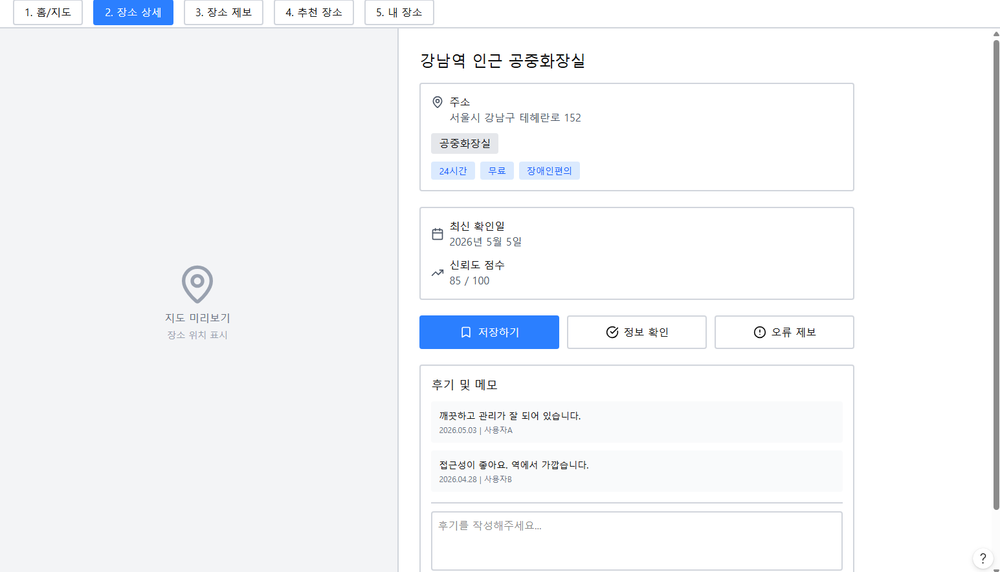 1. 홈/지도
2. 장소 상세
3. 장소 제보
4. 추천 장소
5. 내 장소
지도 미리보기
장소 위치 표시
강남역 인근 공중화장실
주소
서울시 강남구 테헤란로 152
공중화장실
24시간
무료
장애인편의
최신 확인일
2026년 5월 5일
신뢰도 점수
85 / 100
저장하기
정보 확인
오류 제보
후기 및 메모
깨끗하고 관리가 잘 되어 있습니다.
2026.05.03 | 사용자A
접근성이 좋아요. 역에서 가깝습니다.
2026.04.28 | 사용자B
후기를 작성해주세요...
?